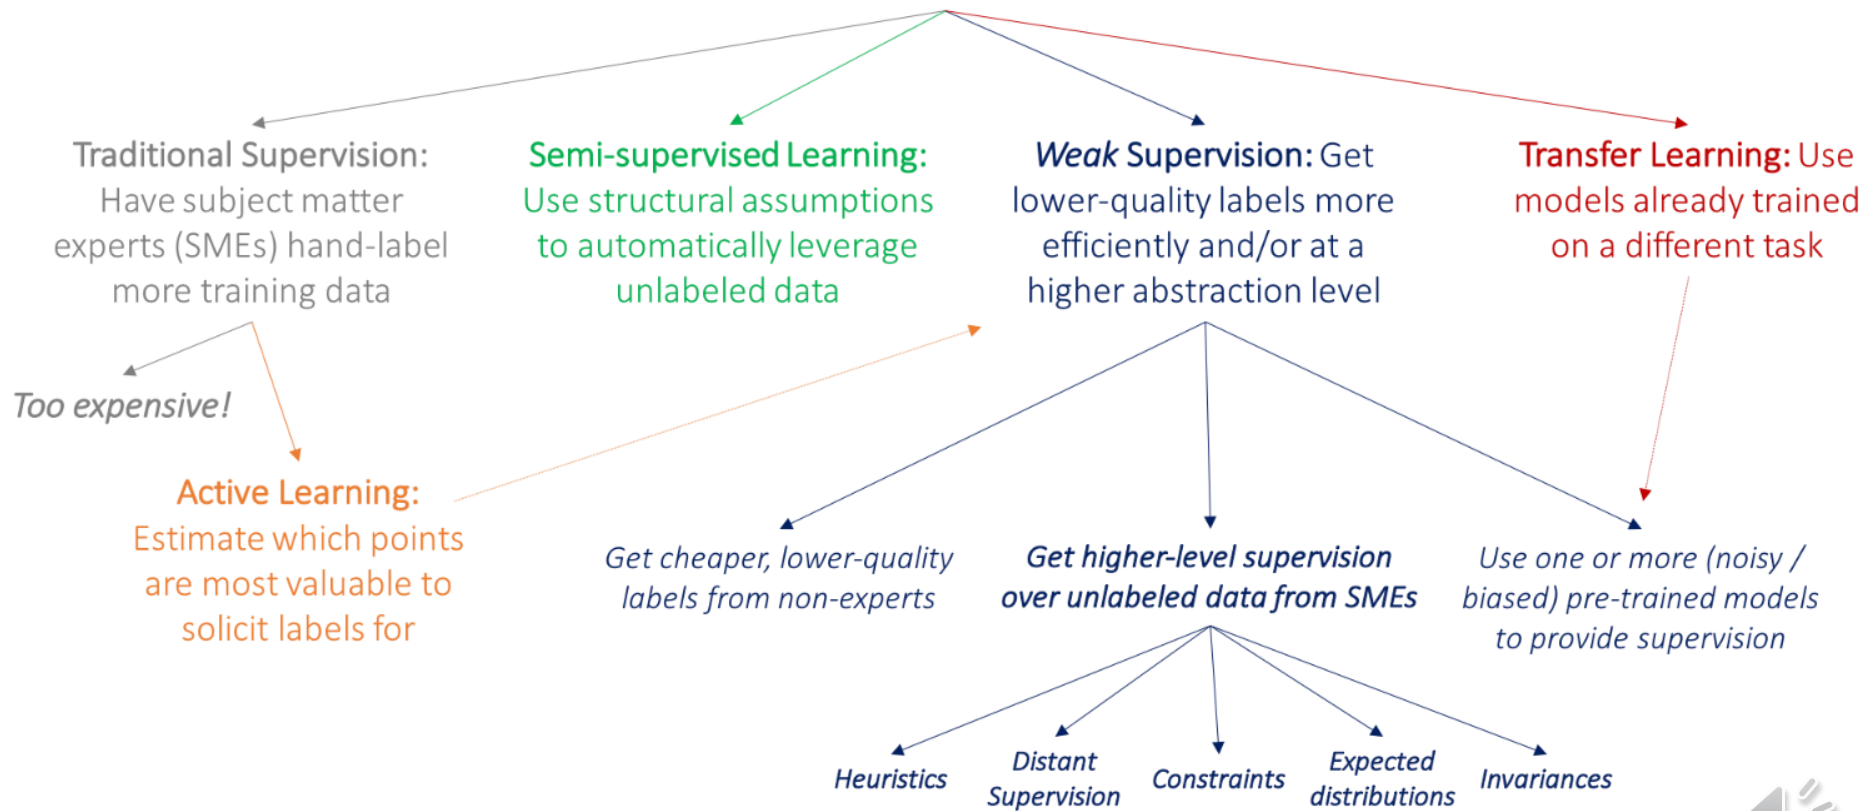 Traditional Supervision:
Have subject matter
experts (SMEs) hand-label
more training data
Semi-supervised Learning:
Use structural assumptions
to automatically leverage
unlabeled data
Weak Supervision: Get
lower-quality labels more
efficiently and/or at a
higher abstraction level
Transfer Learning: Use
models already trained
on a different task
Too expensive!
Active Learning:
Estimate which points
are most valuable to
solicit labels for
Get cheaper, lower-quality
labels from non-experts
Get higher-level supervision
over unlabeled data from SMEs
Use one or more (noisy /
biased) pre-trained models
to provide supervision
Heuristics
Distant
Supervision
Constraints
Expected
distributions
Invariances